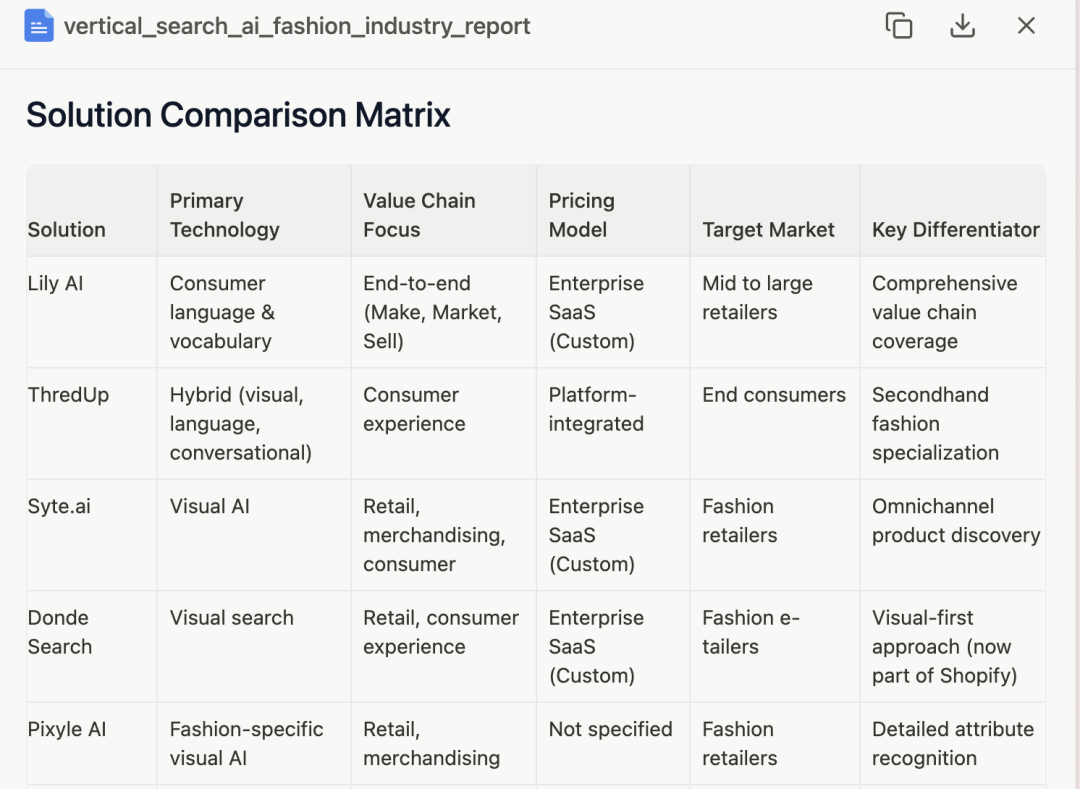 vertical_search_ai_fashion_industry_report
Solution Comparison Matrix
Solution
Primary
Technology
Value Chain
Focus
Pricing
Model
Target Market
Key Differentiator
Lily AI
Consumer
language &
vocabulary
End-to-end
(Make, Market,
Sell)
Enterprise
SaaS
(Custom)
Mid to large
retailers
Comprehensive
value chain
coverage
ThredUp
Hybrid (visual,
language,
conversational)
Consumer
experience
Platform-
integrated
End consumers
Secondhand
fashion
specialization
Syte.ai
Visual AI
Retail,
merchandising,
consumer
Enterprise
SaaS
(Custom)
Fashion
retailers
Omnichannel
product discovery
Donde
Search
Visual search
Retail, consumer
experience
Enterprise
SaaS
(Custom)
Fashion e-
tailers
Visual-first
approach (now
part of Shopify)
Pixyle AI
Fashion-specific
visual AI
Retail,
merchandising
Not specified
Fashion
retailers
Detailed attribute
recognition